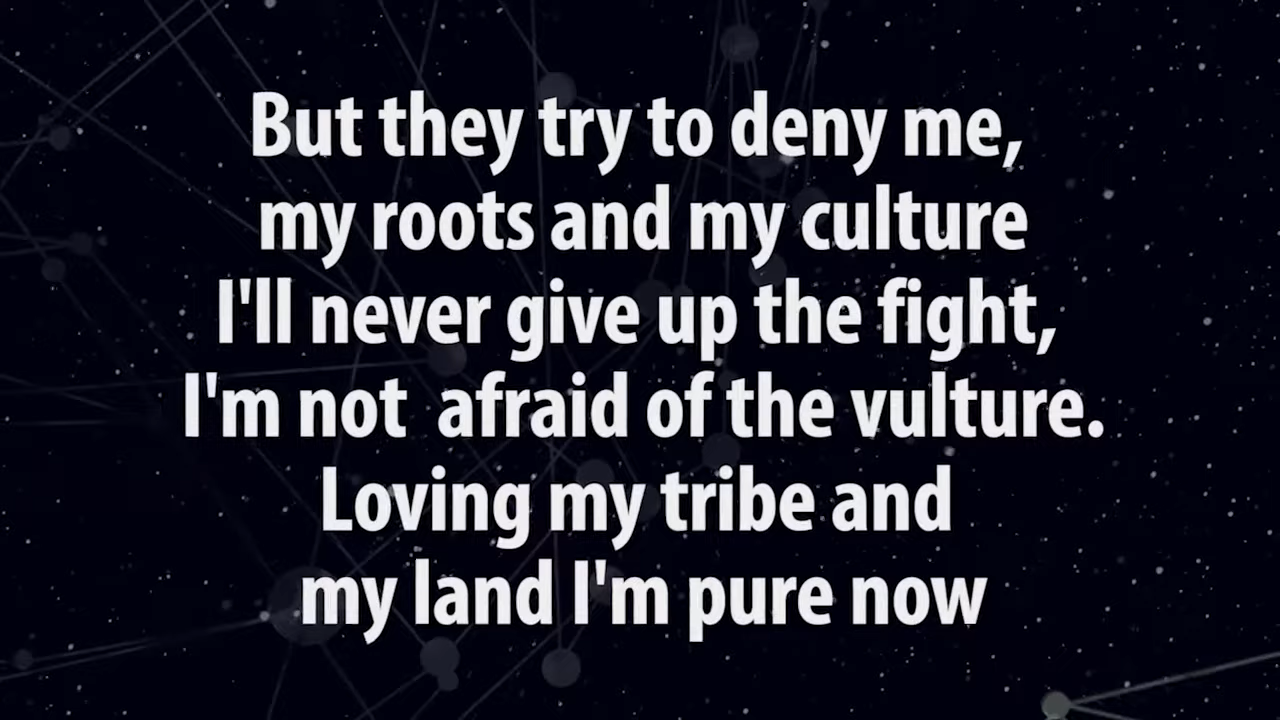 But they try to deny me,
my roots and my culture
I'll never give up the fight,
I'm not  afraid of the vulture.
Loving my tribe and
my land I'm pure now